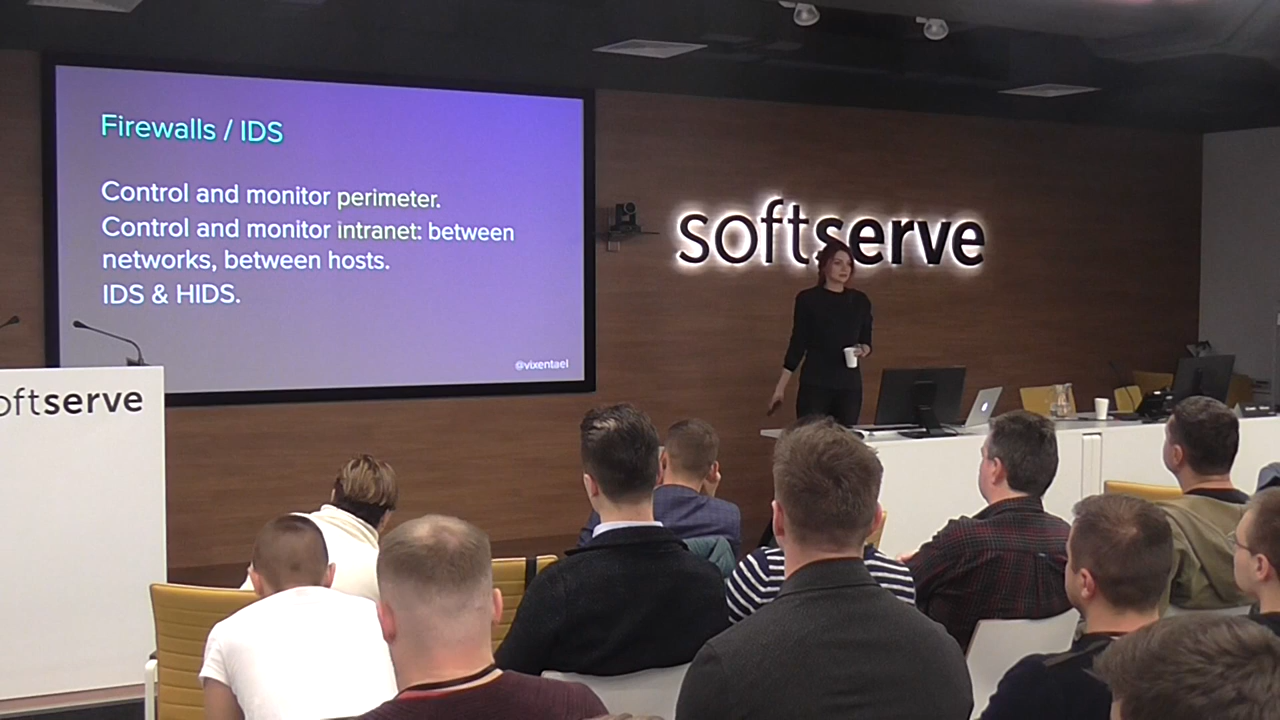 Firewalls / IDS
Control and monitor perimeter.
Control and monitor intranet: between
networks, between hosts.
IDS & HIDS.
@vixentael
softserve
oftserve